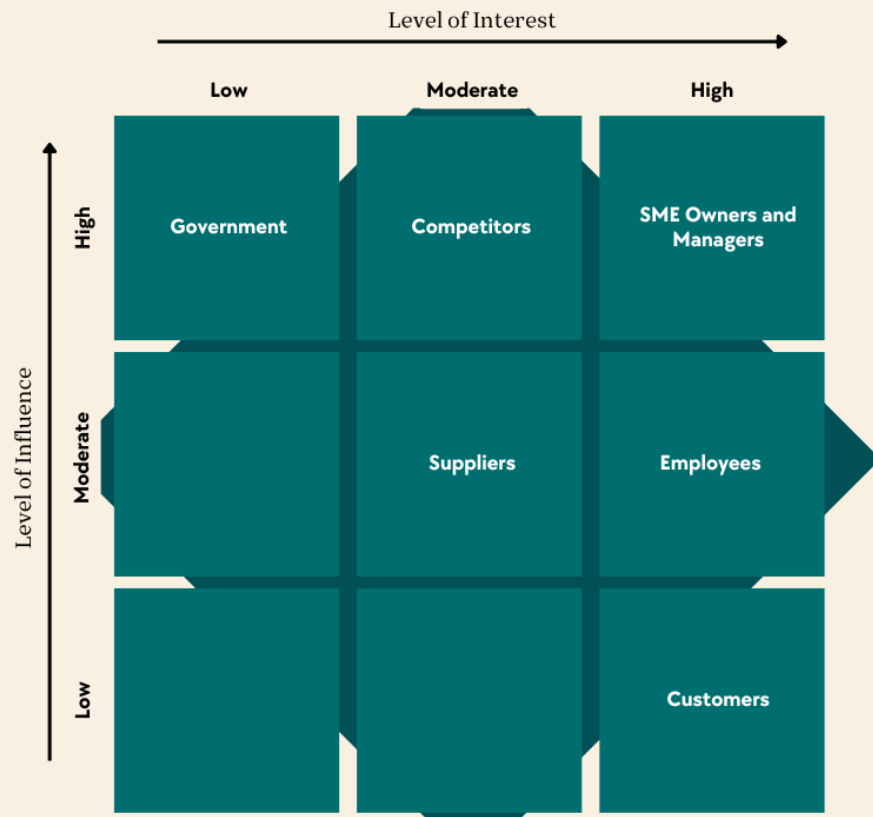 Level of Interest
Low
Moderate
High
High
Government
Competitors
SME Owners and
Managers
Level of Influence
Moderate
Suppliers
Employees
Low
Customers